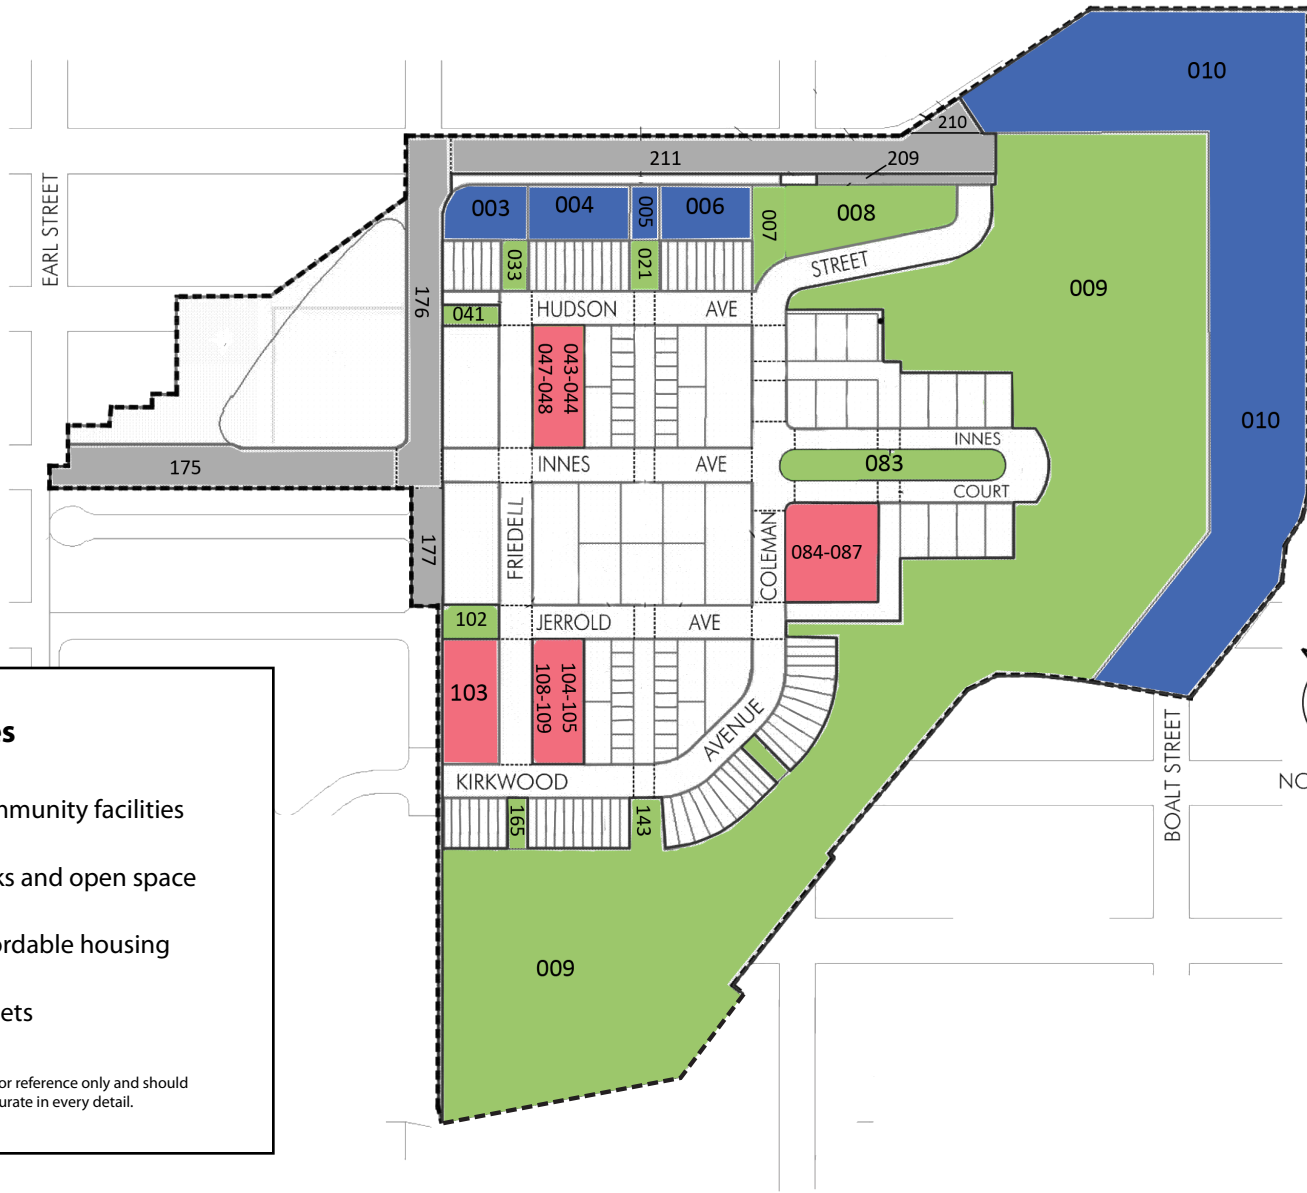 010
210
211
209
EARL STREET
003
004
005
006
007
008
033
021
STREET
009
176
041
HUDSON
AVE
043-044
047-048
010
INNES
083
175
INNES
AVE
COURT
FRIEDELL
COLEMAN
084-087
177
102
JERROLD
AVE
103
104-105
108-109
AVENUE
KIRKWOOD
BOALT STREET
165
143
009
es
mmunity facilities
ks and open space
ordable housing
ets
or reference only and should
urate in every detail.
NO